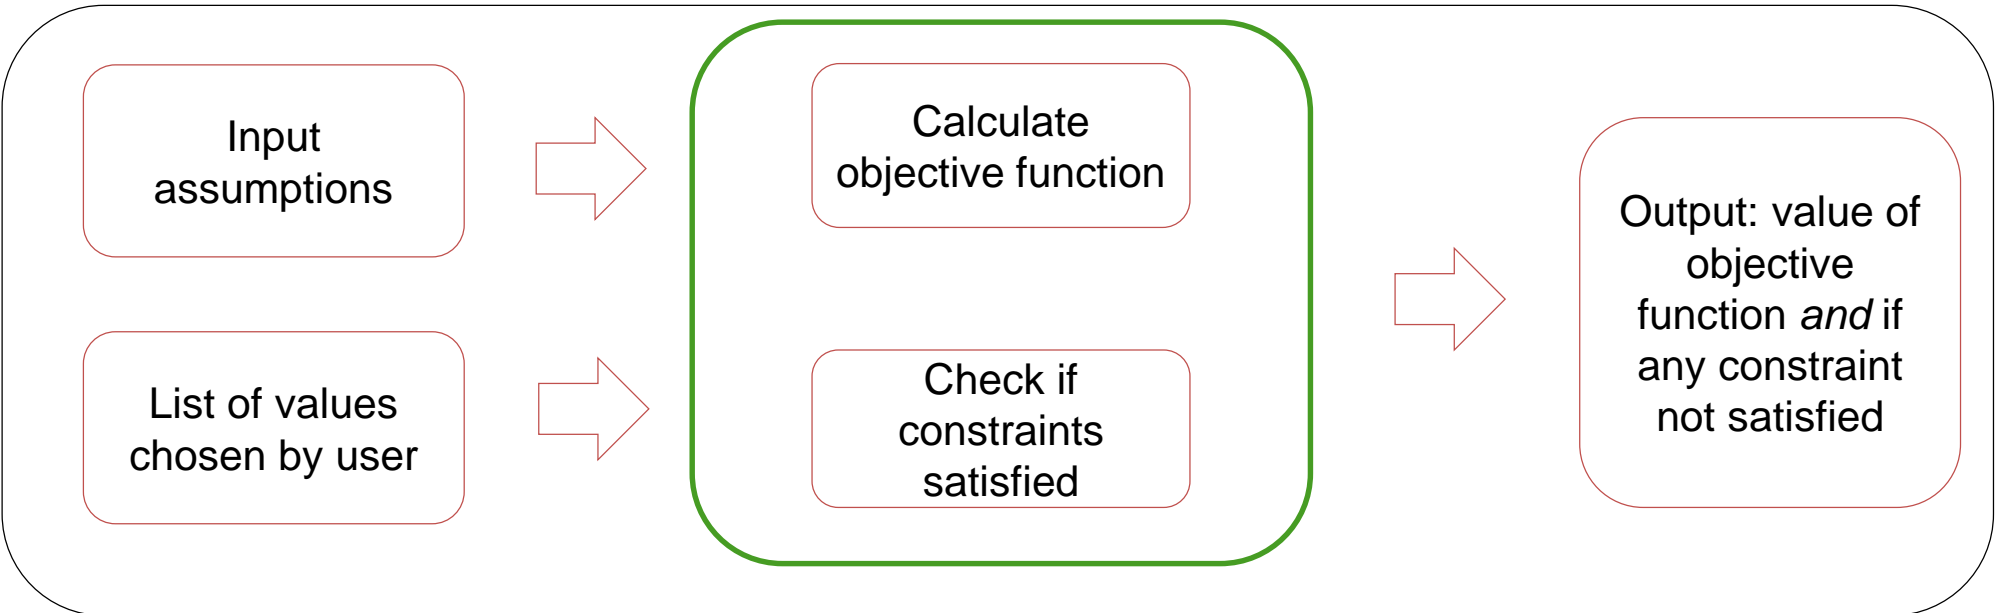 Input
assumptions
List of values
chosen by user
Calculate
objective function
Check if
constraints
satisfied
Output: value of
objective
function and if
any constraint
not satisfied